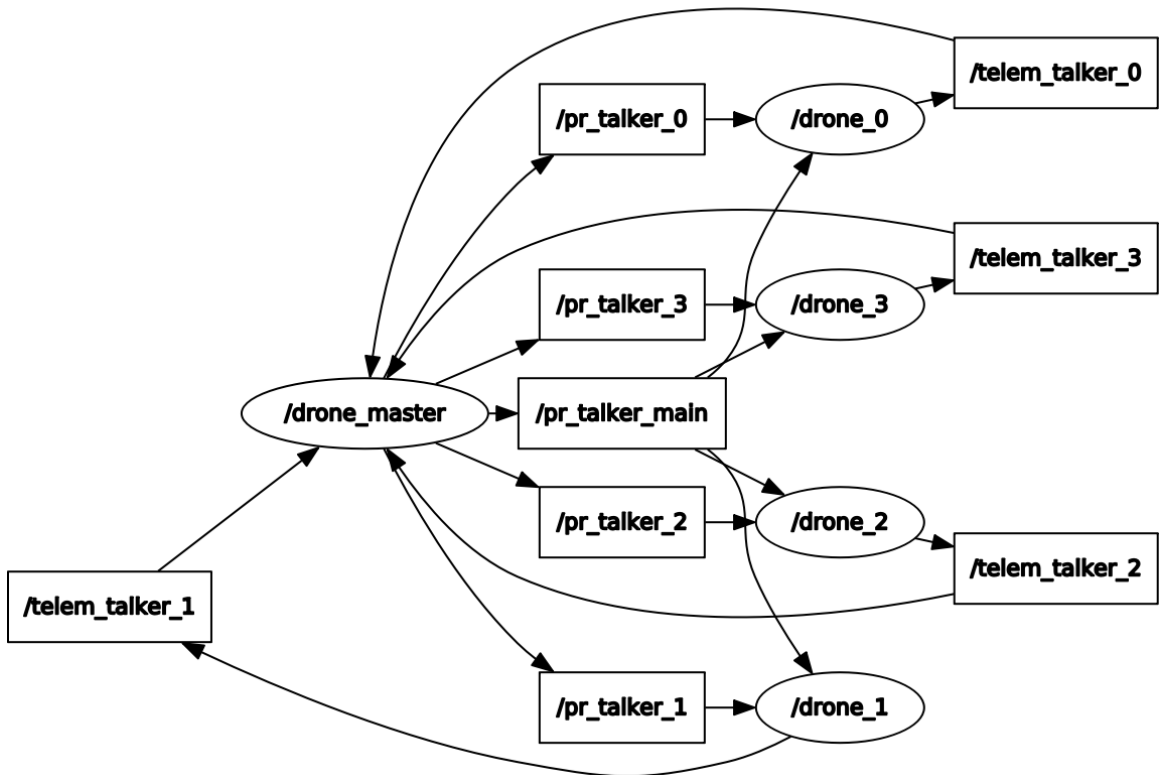 /telem_talker_0
/pr_talker_0
/drone_0
/telem_talker_3
/pr_talker_3
/drone_3
/drone_master
/pr_talker_main
/pr_talker_2
/drone_2
/telem_talker_2
/telem_talker_1
/pr_talker_1
/drone_1